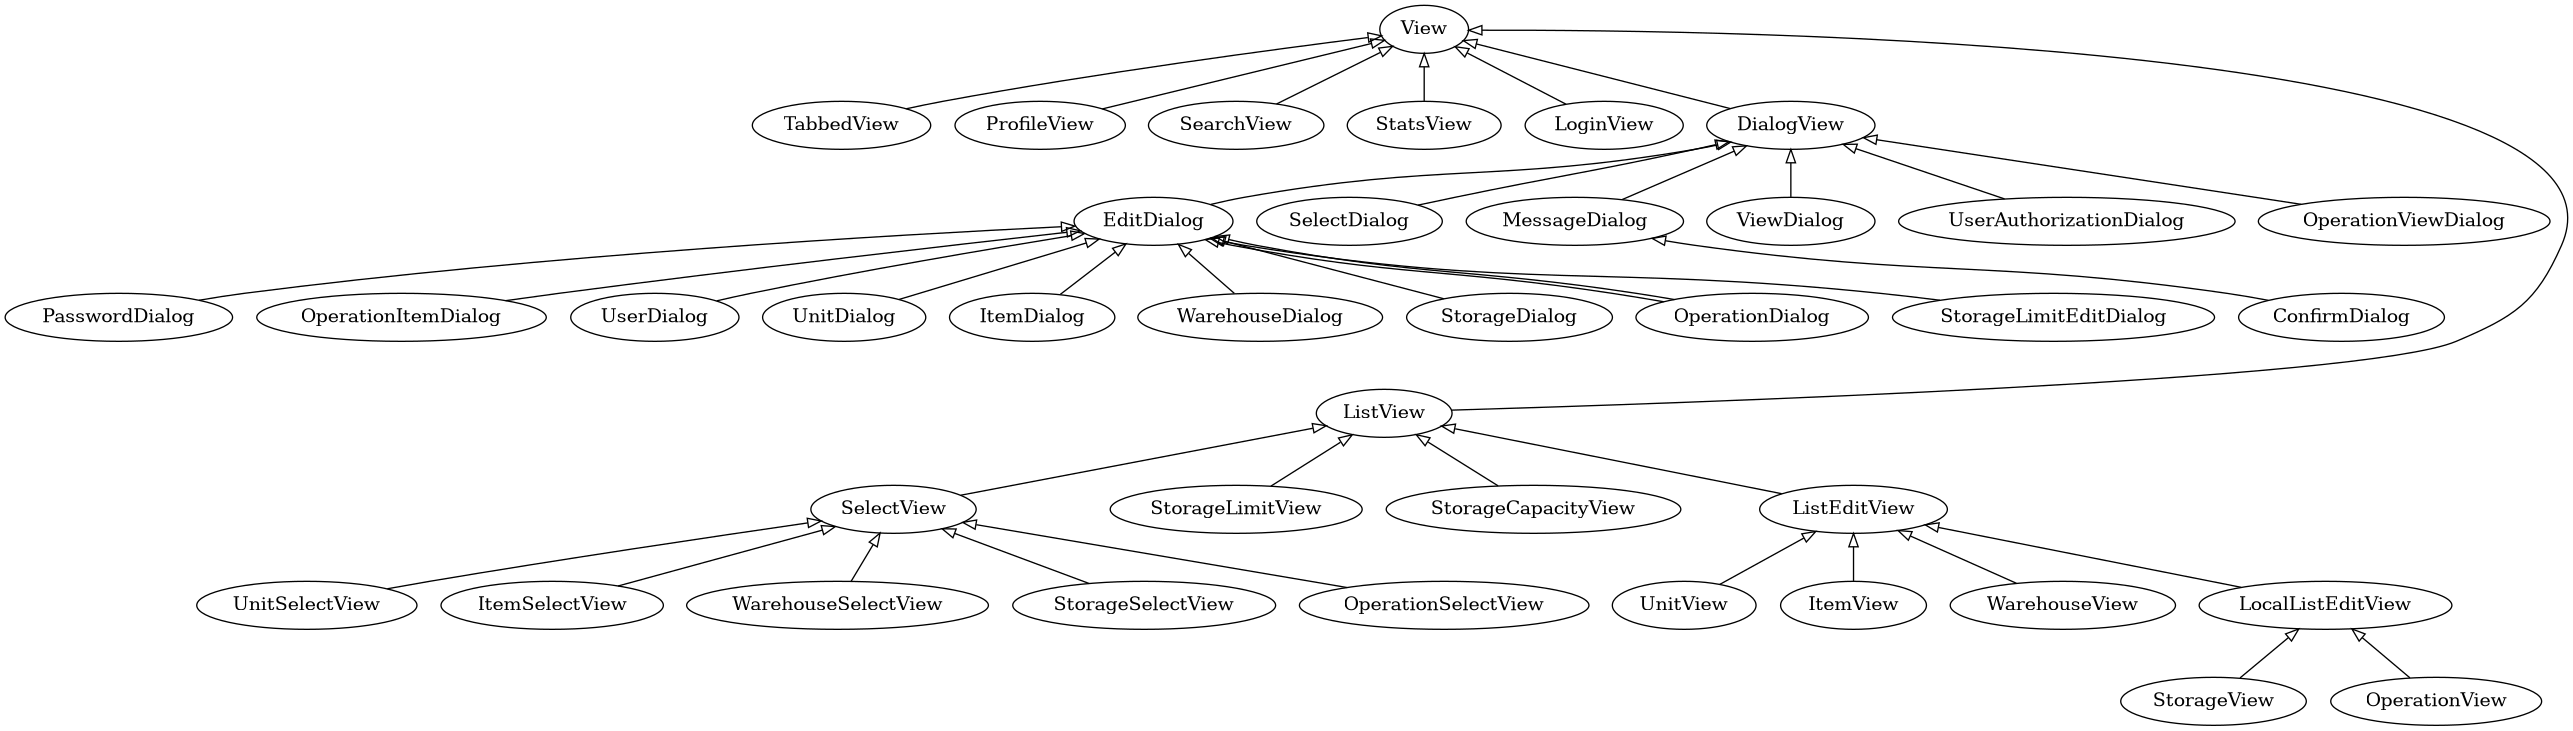 View
TabbedView
ProfileView
SearchView
StatsView
LoginView
DialogView
EditDialog
SelectDialog
MessageDialog
ViewDialog
UserAuthorizationDialog
OperationViewDialog
PasswordDialog
OperationItemDialog
UserDialog
UnitDialog
ItemDialog
WarehouseDialog
StorageDialog
OperationDialog
StorageLimitEditDialog
ConfirmDialog
ListView
SelectView
StorageLimitView
StorageCapacityView
ListEditView
UnitSelectView
ItemSelectView
WarehouseSelectView
StorageSelectView
OperationSelectView
UnitView
ItemView
WarehouseView
LocalListEditView
StorageView
OperationView